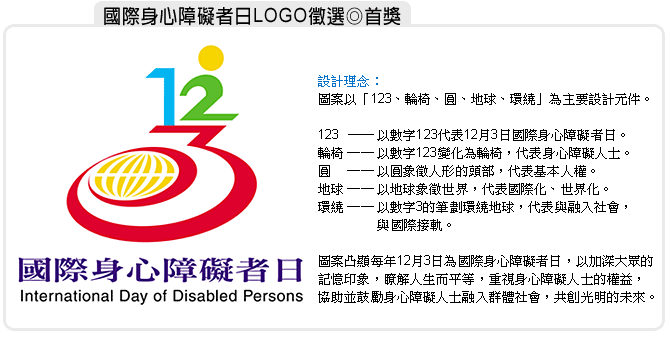 國際身心障礙者日LOGO徵選◎首獎
123
國際身心障礙者日
International Day of Disabled Persons
設計理念：
圖案以「123、輪椅、圓、地球、環繞」為主要設計元件。
123 ── 以數字123代表12月3日國際身心障礙者日。
輪椅 ── 以數字123變化為輪椅，代表身心障礙人士。
圓 ── 以圓象徵人形的頭部，代表基本人權。
地球 ── 以地球象徵世界，代表國際化、世界化。
環繞 ── 以數字3的筆劃環繞地球，代表與融入社會，
與國際接軌。
圖案凸顯每年12月3日為國際身心障礙者日，以加深大眾的
記憶印象，瞭解人生而平等，重視身心障礙人士的權益，
協助並鼓勵身心障礙人士融入群體社會，共創光明的未來。